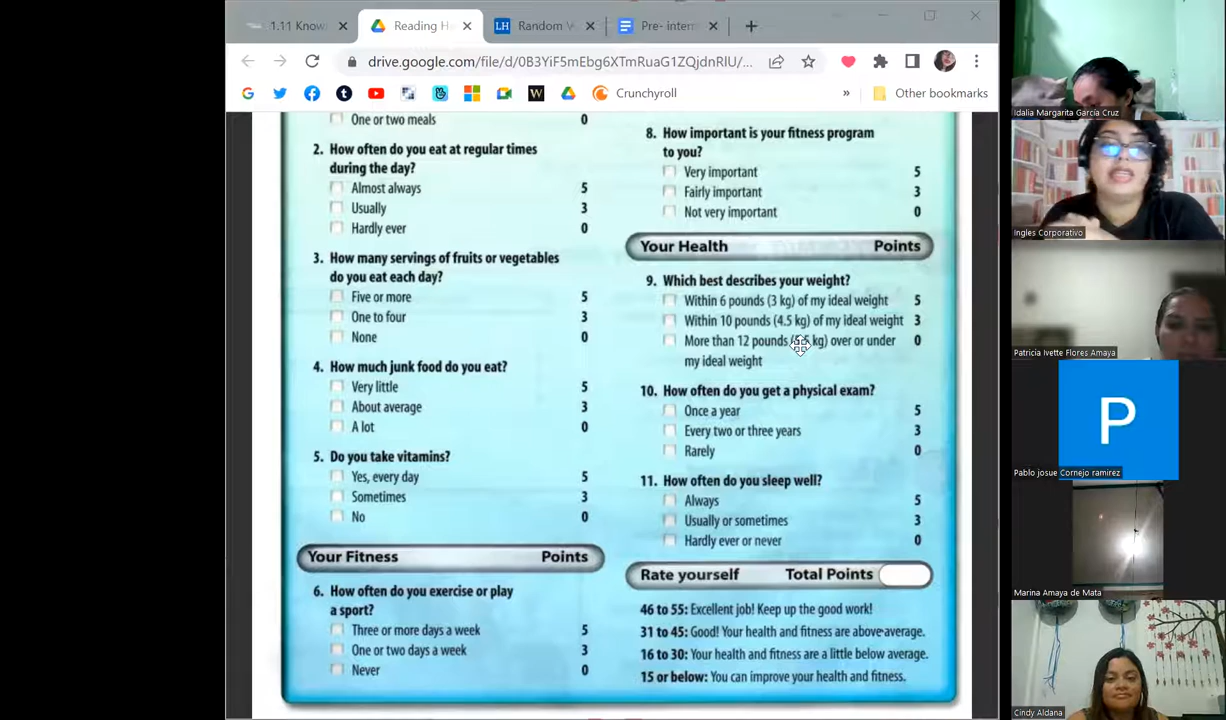 1.11 Know
Reading H
Random V
Pre- inter
drive.google.com/file/d/0B3YiF5mEbg6XTmRuaG1ZQjdnRlU/...
Crunchyroll
»
Other bookmarks
One or two meals 0
2. How often do you eat at regular times
during the day?
Almost always 5
Usually 3
Hardly ever 0
3. How many servings of fruits or vegetables
do you eat each day?
Five or more 5
One to four 3
None 0
4. How much junk food do you eat?
Very little 5
About average 3
A lot 0
5. Do you take vitamins?
Yes, every day 5
Sometimes 3
No 0
Your Fitness Points
6. How often do you exercise or play
a sport?
Three or more days a week 5
One or two days a week 3
Never 0
8. How important is your fitness program
to you?
Very important 5
Fairly important 3
Not very important 0
Your Health Points
9. Which best describes your weight?
Within 6 pounds (3 kg) of my ideal weight 5
Within 10 pounds (4.5 kg) of my ideal weight 3
More than 12 pounds kg) over or under 0
my ideal weight
10. How often do you get a physical exam?
Once a year 5
Every two or three years 3
Rarely 0
11. How often do you sleep well?
Always 5
Usually or sometimes 3
Hardly ever or never 0
Rate yourself Total Points
46 to 55: Excellent job! Keep up the good work!
31 to 45: Good! Your health and fitness are above average.
16 to 30: Your health and fitness are a little below average.
15 or below: You can improve your health and fitness.
Idalia Margarita García Cruz
Ingles Corporativo
Patricia Ivette Flores Amaya
P
Pablo josue Cornejo ramirez
Marina Amaya de Mata
Cindy Aldana